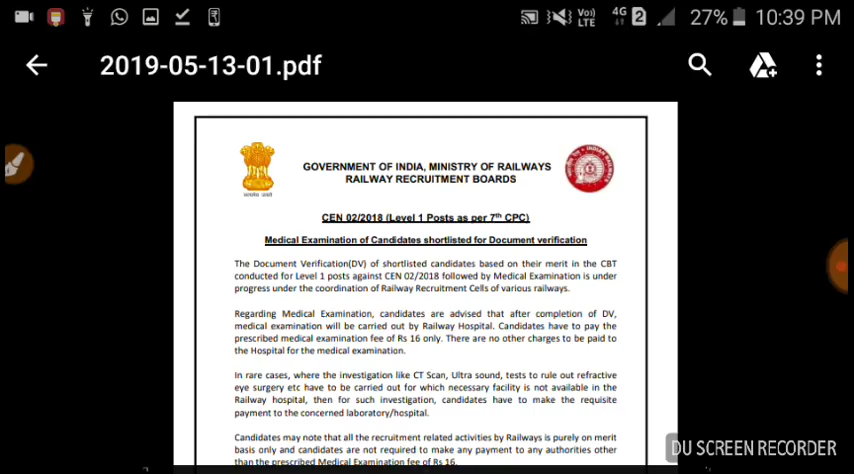 Vo))
LTE
4G
2
27%
10:39 PM
2019-05-13-01.pdf
GOVERNMENT OF INDIA, MINISTRY OF RAILWAYS
RAILWAY RECRUITMENT BOARDS
CEN 02/2018 (Level 1 Posts as per 7th CPC)
Medical Examination of Candidates shortlisted for Document verification
The Document Verification(DV) of shortlisted candidates based on their merit in the CBT
conducted for Level 1 posts against CEN 02/2018 followed by Medical Examination is under
progress under the coordination of Railway Recruitment Cells of various railways.
Regarding Medical Examination, candidates are advised that after completion of DV,
medical examination will be carried out by Railway Hospital. Candidates have to pay the
prescribed medical examination fee of Rs 16 only. There are no other charges to be paid to
the Hospital for the medical examination.
In rare cases, where the investigation like CT Scan, Ultra sound, tests to rule out refractive
eye surgery etc have to be carried out for which necessary facility is not available in the
Railway hospital, then for such investigation, candidates have to make the requisite
payment to the concerned laboratory/hospital.
Candidates may note that all the recruitment related activities by Railways is purely on merit
basis only and candidates are not required to make any payment to any authorities other
than the prescribed Medical Examination fee of Rs 16.
DU SCREEN RECORDER